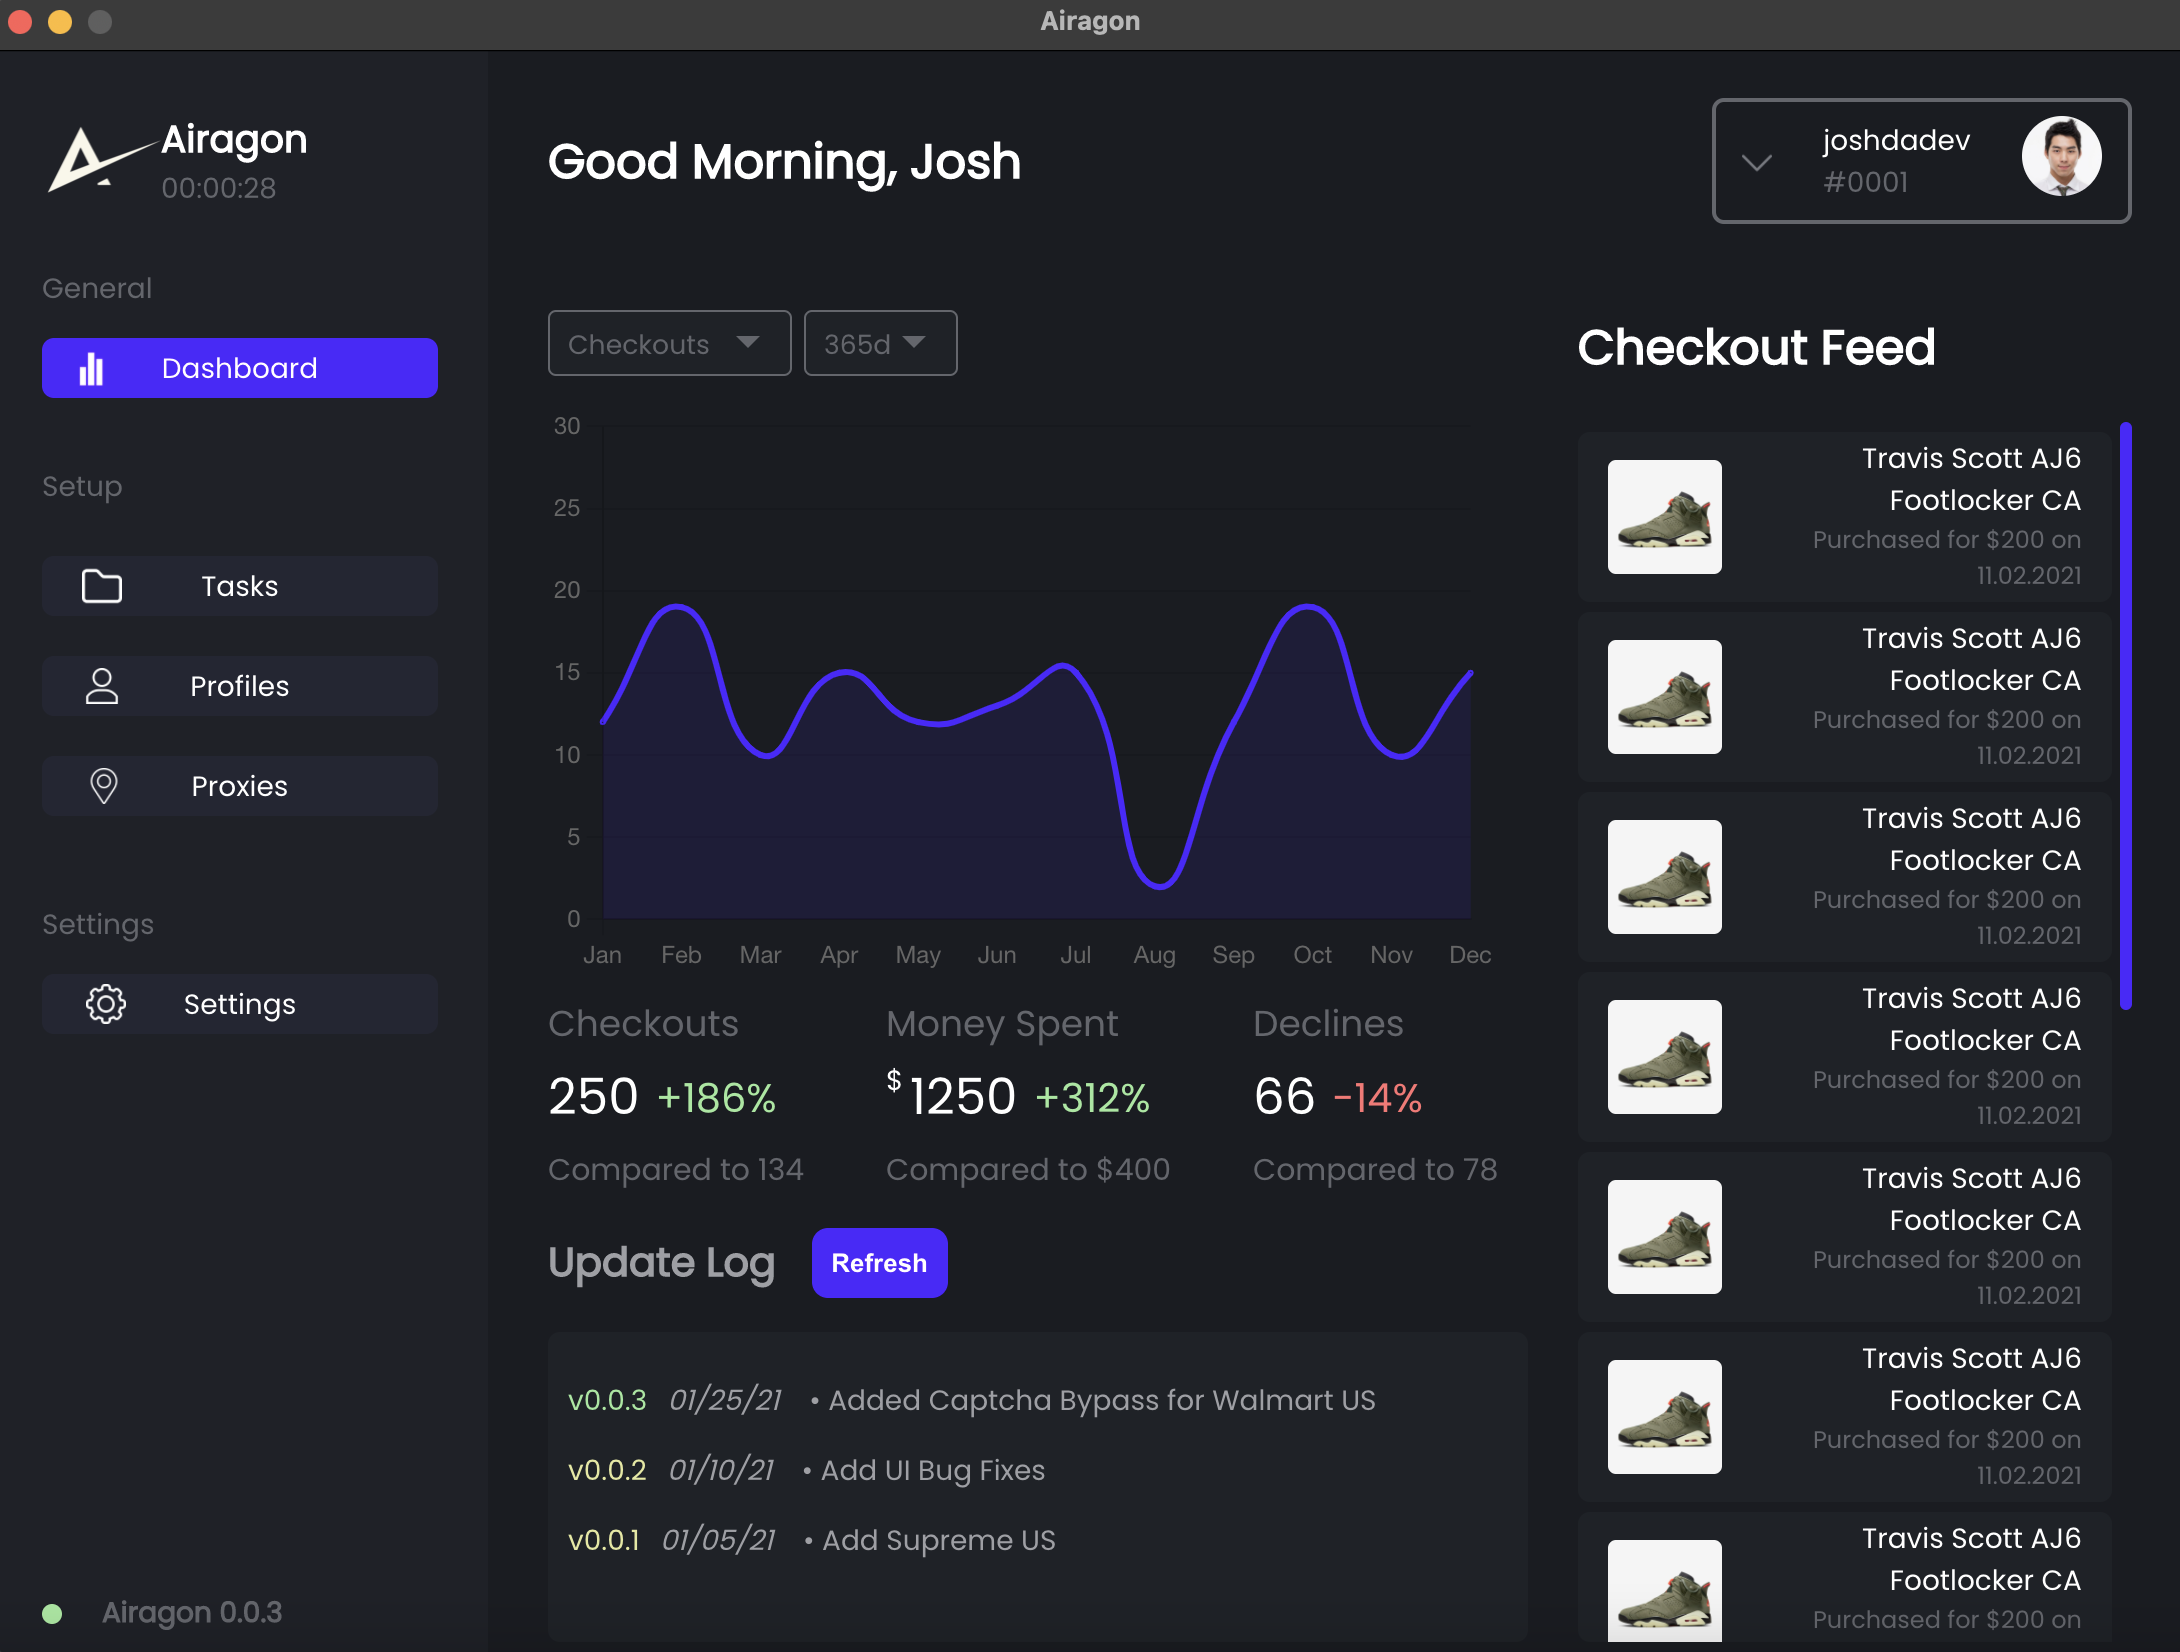 Airagon
Airagon
00:00:28
General
Dashboard
Setup
Tasks
Profiles
Proxies
Settings
Settings
Airagon 0.0.3
Good Morning, Josh
joshdadev
#0001
Checkouts
365d
30
25
20
15
10
5
0
Jan Feb Mar Apr May Jun Jul Aug Sep Oct Nov Dec
Checkouts
250 +186%
Compared to 134
Money Spent
$1250 +312%
Compared to $400
Declines
66 -14%
Compared to 78
Update Log
Refresh
v0.0.3 01/25/21 • Added Captcha Bypass for Walmart US
v0.0.2 01/10/21 • Add UI Bug Fixes
v0.0.1 01/05/21 • Add Supreme US
Checkout Feed
Travis Scott AJ6
Footlocker CA
Purchased for $200 on
11.02.2021
Travis Scott AJ6
Footlocker CA
Purchased for $200 on
11.02.2021
Travis Scott AJ6
Footlocker CA
Purchased for $200 on
11.02.2021
Travis Scott AJ6
Footlocker CA
Purchased for $200 on
11.02.2021
Travis Scott AJ6
Footlocker CA
Purchased for $200 on
11.02.2021
Travis Scott AJ6
Footlocker CA
Purchased for $200 on
11.02.2021
Travis Scott AJ6
Footlocker CA
Purchased for $200 on